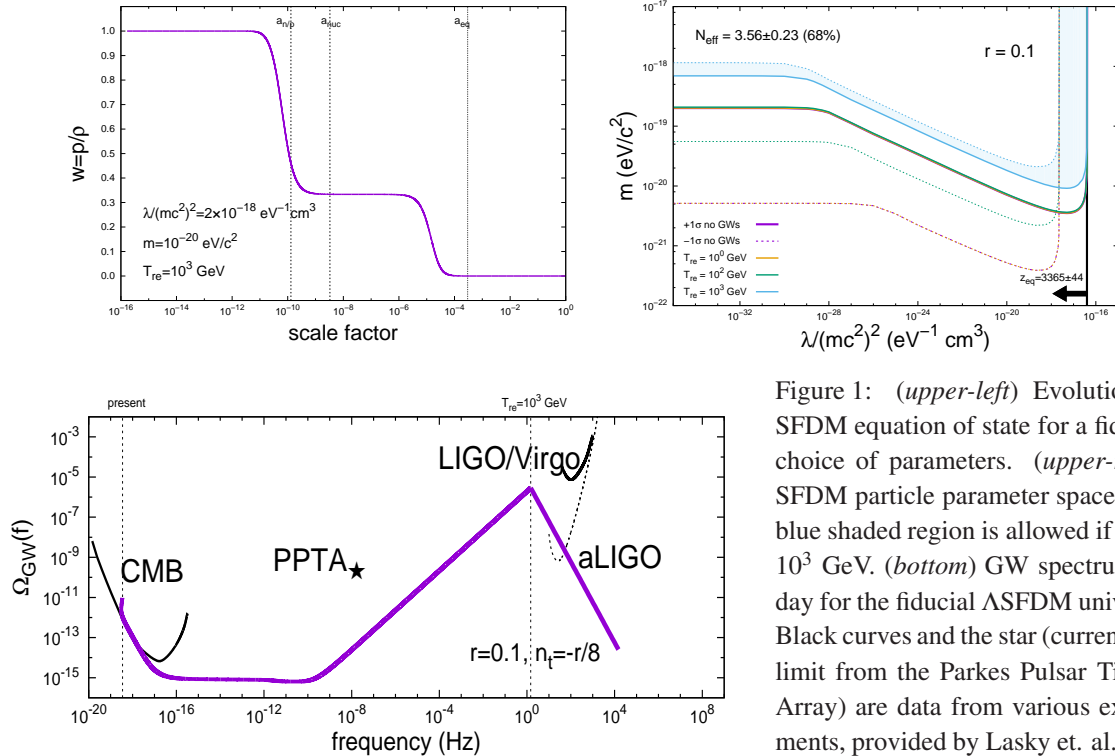 a_n/p
a_nuc
a_eq
1.0
0.9
0.8
0.7
0.6
0.5
0.4
0.3
0.2
0.1
0.0
w=p/ρ
λ/(mc²)²=2×10⁻¹⁸ eV⁻¹cm³
m=10⁻²⁰ eV/c²
T_re=10³ GeV
10⁻¹⁶ 10⁻¹⁴ 10⁻¹² 10⁻¹⁰ 10⁻⁸ 10⁻⁶ 10⁻⁴ 10⁻² 10⁰
scale factor
10⁻¹⁷
10⁻¹⁸
10⁻¹⁹
10⁻²⁰
10⁻²¹
10⁻²²
m (eV/c²)
N_eff = 3.56±0.23 (68%)
r = 0.1
+1σ no GWs
−1σ no GWs
T_re = 10⁰ GeV
T_re = 10² GeV
T_re = 10³ GeV
z_eq=3365±44
10⁻³² 10⁻²⁸ 10⁻²⁴ 10⁻²⁰ 10⁻¹⁶
λ/(mc²)² (eV⁻¹ cm³)
present
T_re=10³ GeV
10⁻³
10⁻⁵
10⁻⁷
10⁻⁹
10⁻¹¹
10⁻¹³
10⁻¹⁵
Ω_GW(f)
LIGO/Virgo
CMB
PPTA
aLIGO
r=0.1, n_t=-r/8
10⁻²⁰ 10⁻¹⁶ 10⁻¹² 10⁻⁸ 10⁻⁴ 10⁰ 10⁴ 10⁸
frequency (Hz)
Figure 1: (upper-left) Evolution
SFDM equation of state for a fid
choice of parameters. (upper-
SFDM particle parameter space
blue shaded region is allowed if
10³ GeV. (bottom) GW spectru
day for the fiducial ΛSFDM univ
Black curves and the star (curren
limit from the Parkes Pulsar Ti
Array) are data from various ex
ments, provided by Lasky et. al.